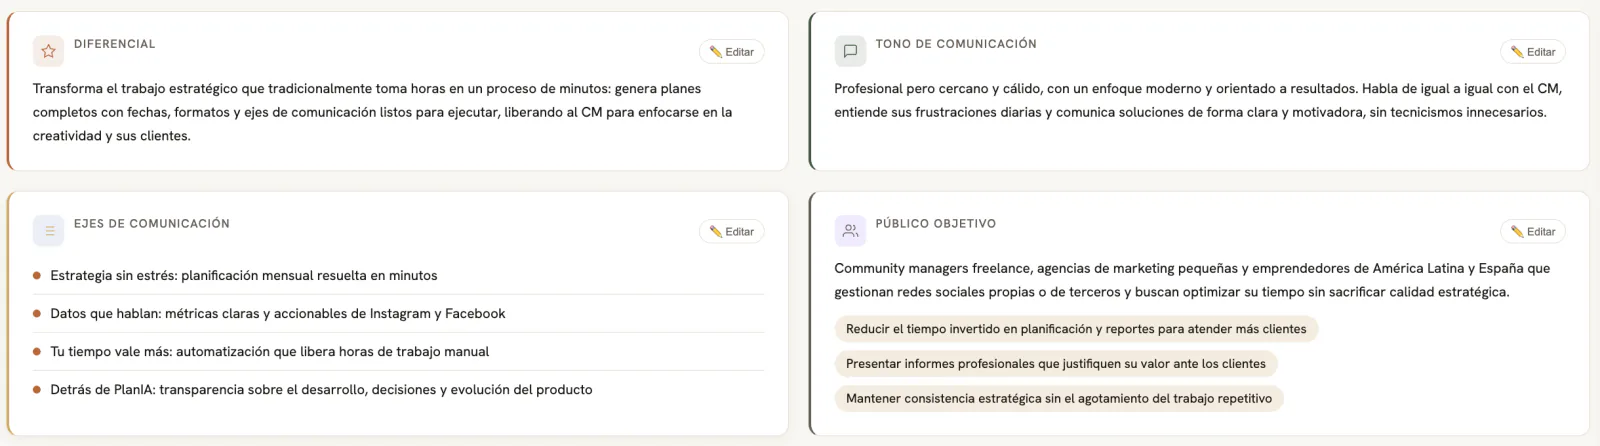 DIFERENCIAL
Editar
Transforma el trabajo estratégico que tradicionalmente toma horas en un proceso de minutos: genera planes
completos con fechas, formatos y ejes de comunicación listos para ejecutar, liberando al CM para enfocarse en la
creatividad y sus clientes.
TONO DE COMUNICACIÓN
Editar
Profesional pero cercano y cálido, con un enfoque moderno y orientado a resultados. Habla de igual a igual con el CM,
entiende sus frustraciones diarias y comunica soluciones de forma clara y motivadora, sin tecnicismos innecesarios.
EJES DE COMUNICACIÓN
Editar
Estrategia sin estrés: planificación mensual resuelta en minutos
Datos que hablan: métricas claras y accionables de Instagram y Facebook
Tu tiempo vale más: automatización que libera horas de trabajo manual
Detrás de PlanIA: transparencia sobre el desarrollo, decisiones y evolución del producto
PÚBLICO OBJETIVO
Editar
Community managers freelance, agencias de marketing pequeñas y emprendedores de América Latina y España que
gestionan redes sociales propias o de terceros y buscan optimizar su tiempo sin sacrificar calidad estratégica.
Reducir el tiempo invertido en planificación y reportes para atender más clientes
Presentar informes profesionales que justifiquen su valor ante los clientes
Mantener consistencia estratégica sin el agotamiento del trabajo repetitivo